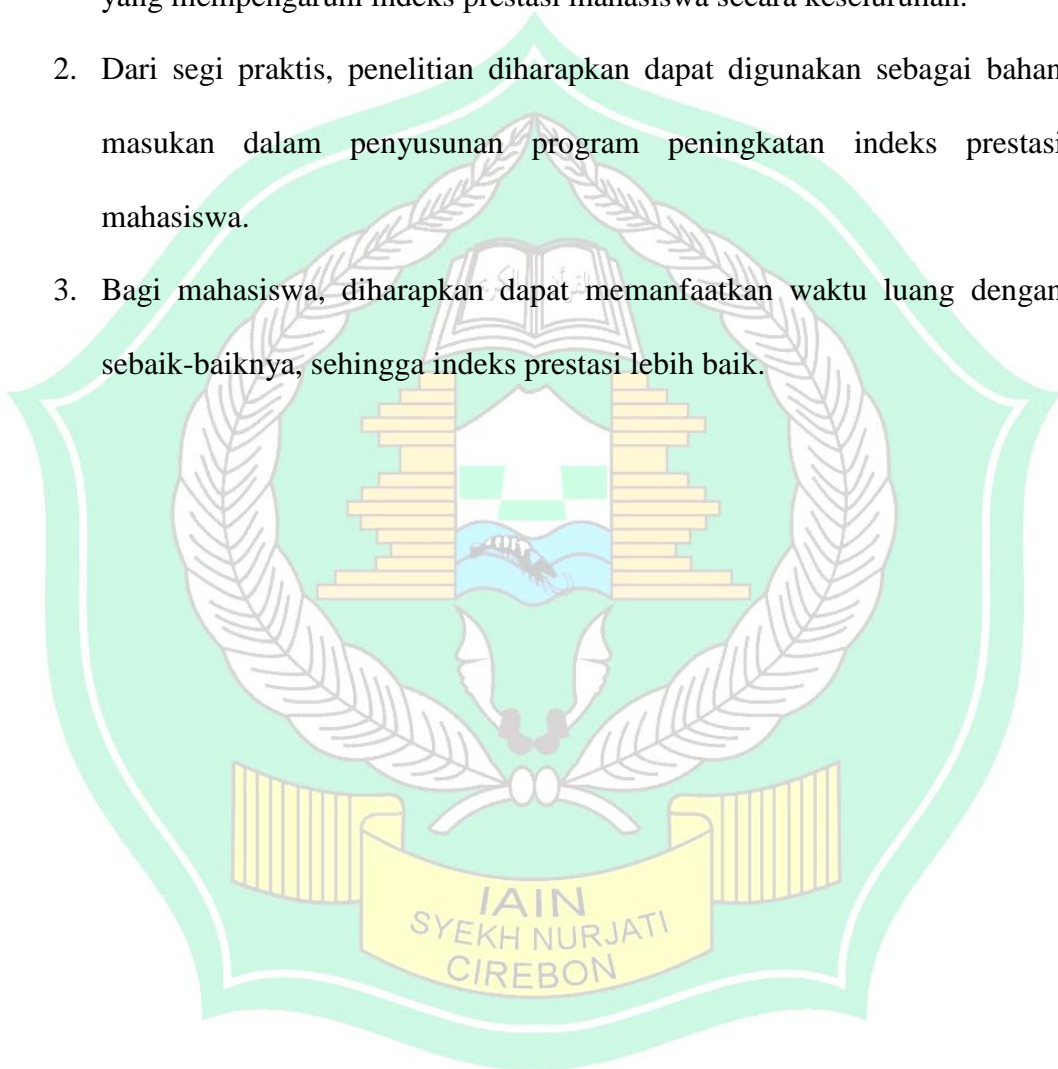 yang mempengaruhi indeks prestasi mahasiswa secara keseluruhan.
2. Dari segi praktis, penelitian diharapkan dapat digunakan sebagai bahan
masukan dalam penyusunan program peningkatan indeks prestasi
mahasiswa.
3. Bagi mahasiswa, diharapkan dapat memanfaatkan waktu luang dengan
القرآن الكريم
sebaik-baiknya, sehingga indeks prestasi lebih baik.
IAIN
SYEKH NURJATI
CIREBON